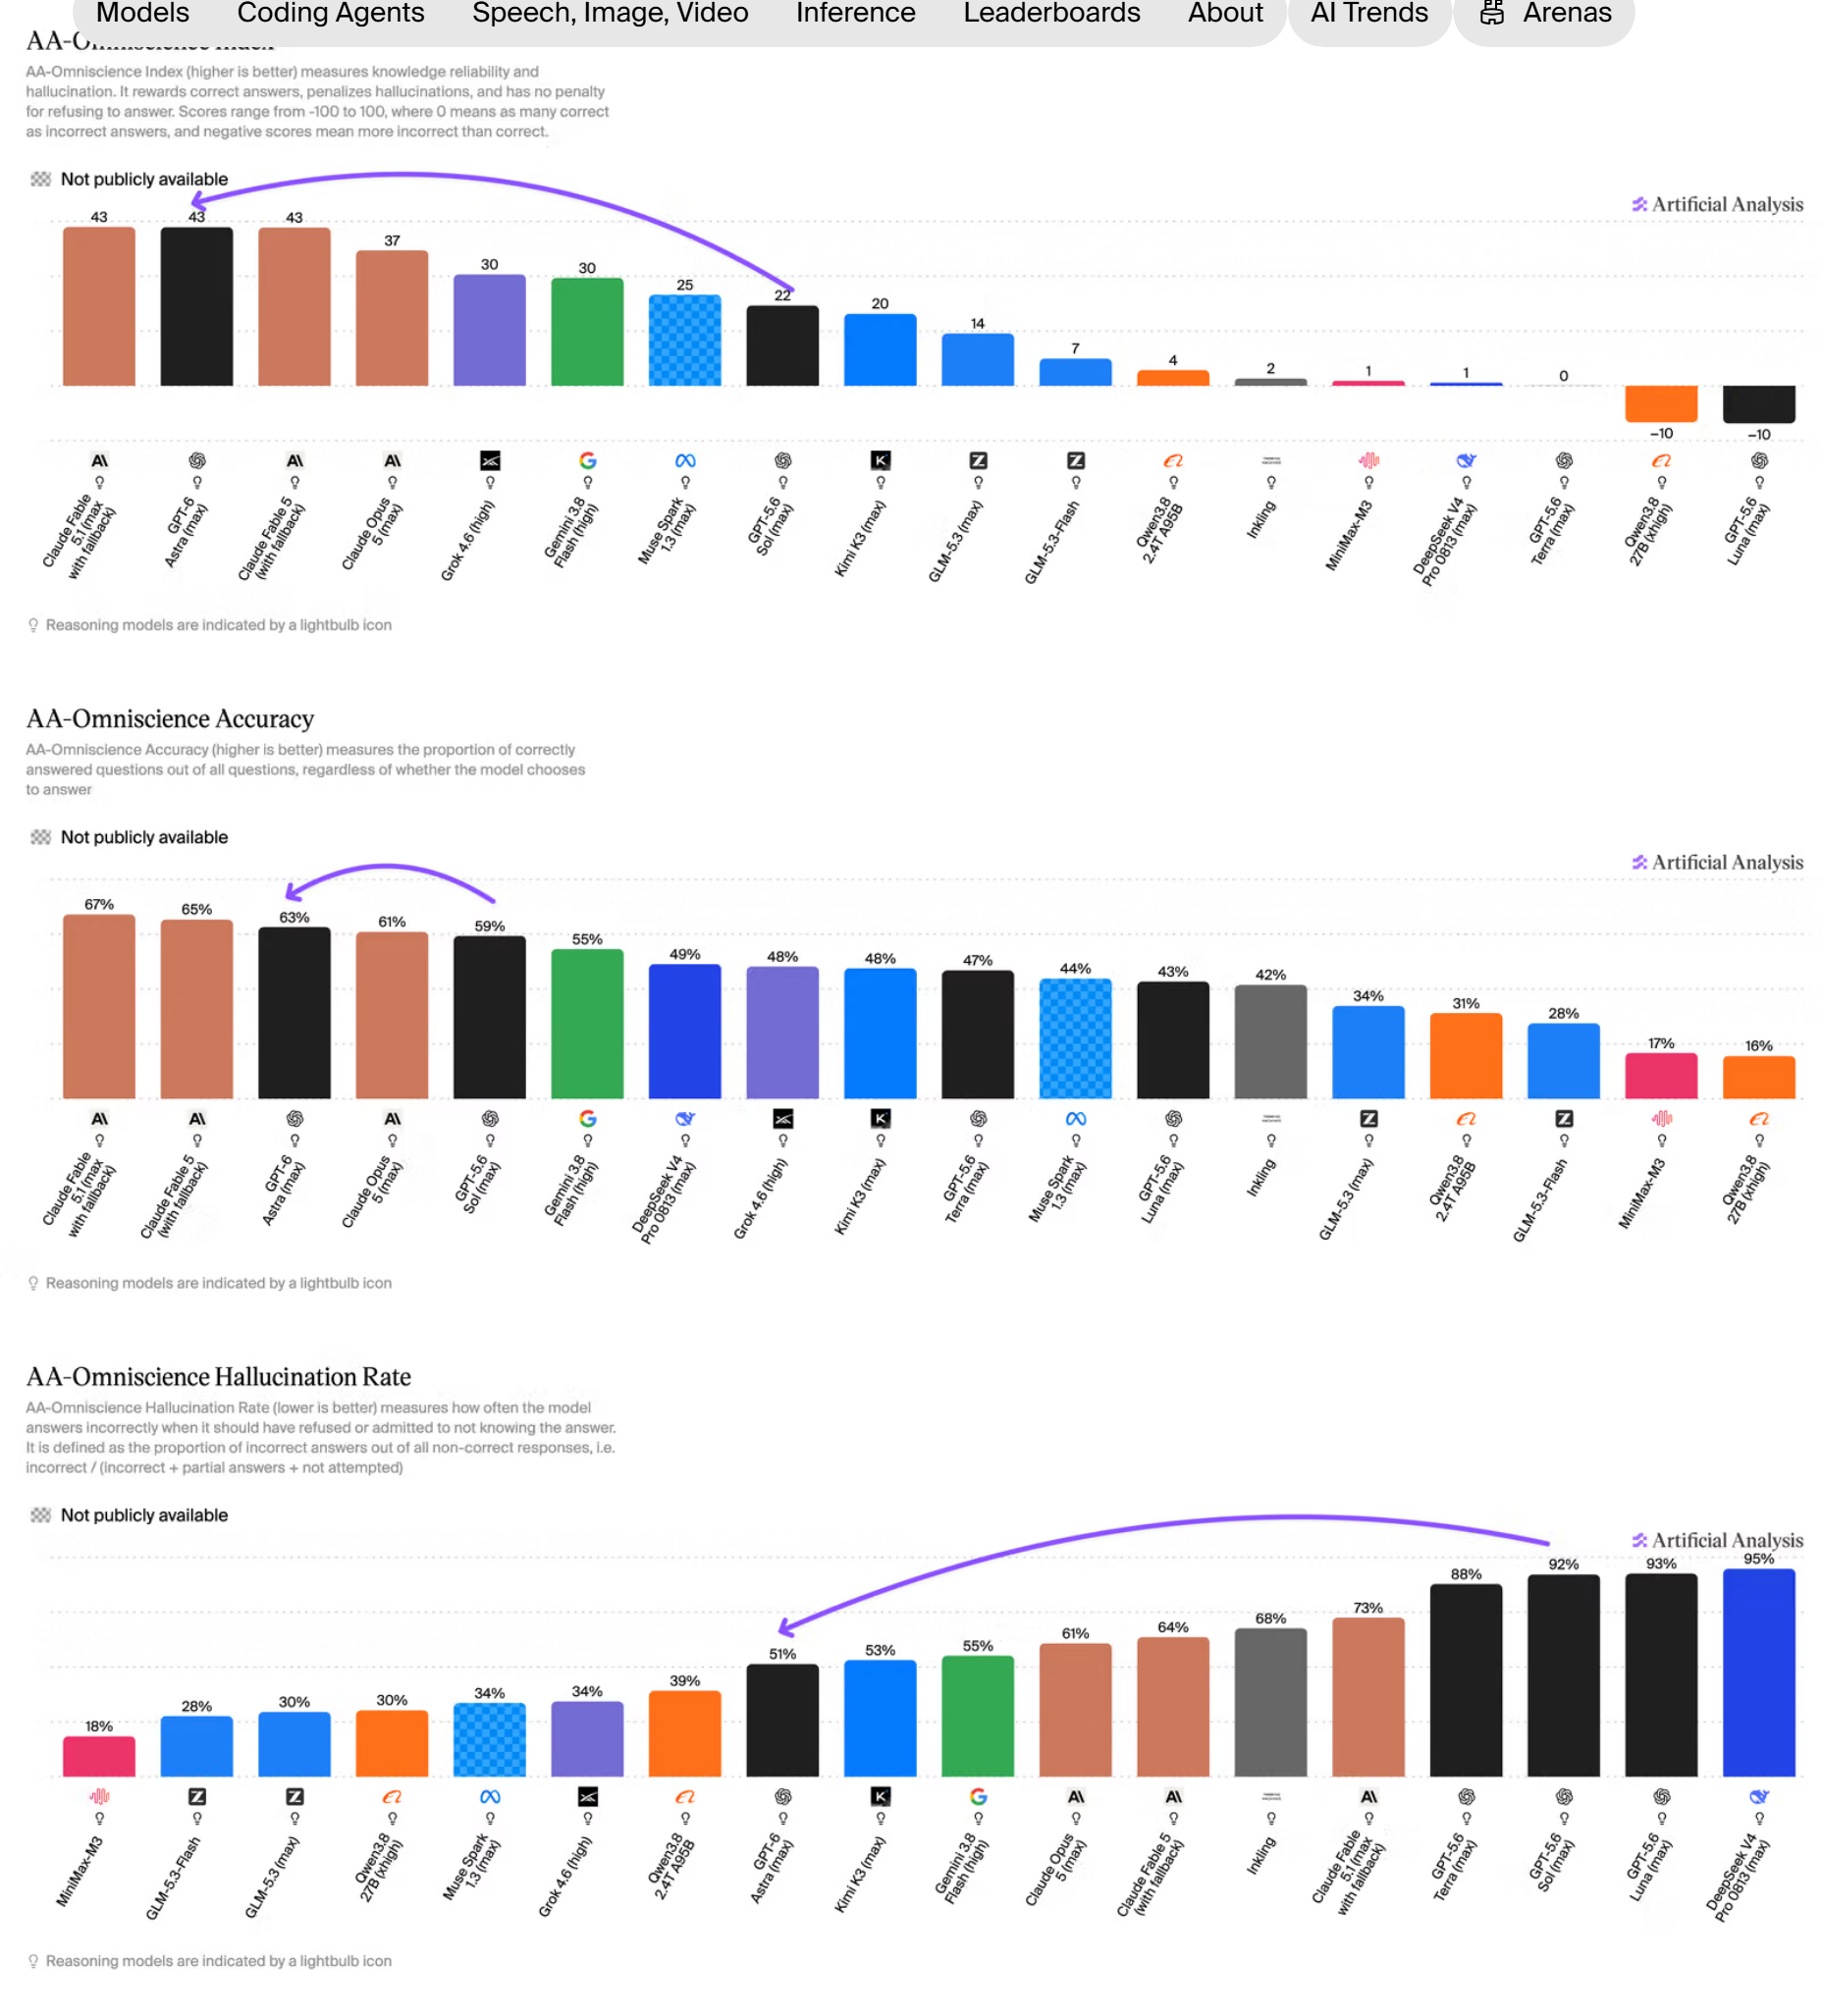 Models Coding Agents Speech, Image, Video Inference Leaderboards About AI Trends Arenas
AA-Omniscience Index
AA-Omniscience Index (higher is better) measures knowledge reliability and
hallucination. It rewards correct answers, penalizes hallucinations, and has no penalty
for refusing to answer. Scores range from -100 to 100, where 0 means as many correct
as incorrect answers, and negative scores mean more incorrect than correct.
Not publicly available
Artificial Analysis
43 43 43 37 30 30 25 22 20 14 7 4 2 1 1 0 −10 −10
Claude Fable
5.1 (max
with fallback)
GPT-6
Astra (max)
Claude Fable 5
(with fallback)
Claude Opus
5 (max)
Grok 4.6 (high)
Gemini 3.8
Flash (high)
Muse Spark
1.3 (max)
GPT-5.6
Sol (max)
Kimi K3 (max)
GLM-5.3 (max)
GLM-5.3-Flash
Qwen3.8
2.4T A95B
Inkling
MiniMax-M3
DeepSeek V4
Pro 0813 (max)
GPT-5.6
Terra (max)
Qwen3.8
27B (xhigh)
GPT-5.6
Luna (max)
Reasoning models are indicated by a lightbulb icon
AA-Omniscience Accuracy
AA-Omniscience Accuracy (higher is better) measures the proportion of correctly
answered questions out of all questions, regardless of whether the model chooses
to answer
Not publicly available
Artificial Analysis
67% 65% 63% 61% 59% 55% 49% 48% 48% 47% 44% 43% 42% 34% 31% 28% 17% 16%
Claude Fable
5.1 (max
with fallback)
Claude Fable 5
(with fallback)
GPT-6
Astra (max)
Claude Opus
5 (max)
GPT-5.6
Sol (max)
Gemini 3.8
Flash (high)
DeepSeek V4
Pro 0813 (max)
Grok 4.6 (high)
Kimi K3 (max)
GPT-5.6
Terra (max)
Muse Spark
1.3 (max)
GPT-5.6
Luna (max)
Inkling
GLM-5.3 (max)
Qwen3.8
2.4T A95B
GLM-5.3-Flash
MiniMax-M3
Qwen3.8
27B (xhigh)
Reasoning models are indicated by a lightbulb icon
AA-Omniscience Hallucination Rate
AA-Omniscience Hallucination Rate (lower is better) measures how often the model
answers incorrectly when it should have refused or admitted to not knowing the answer.
It is defined as the proportion of incorrect answers out of all non-correct responses, i.e.
incorrect / (incorrect + partial answers + not attempted)
Not publicly available
Artificial Analysis
18% 28% 30% 30% 34% 34% 39% 51% 53% 55% 61% 64% 68% 73% 88% 92% 93% 95%
MiniMax-M3
GLM-5.3-Flash
GLM-5.3 (max)
Qwen3.8
27B (xhigh)
Muse Spark
1.3 (max)
Grok 4.6 (high)
Qwen3.8
2.4T A95B
GPT-6
Astra (max)
Kimi K3 (max)
Gemini 3.8
Flash (high)
Claude Opus
5 (max)
Claude Fable 5
(with fallback)
Inkling
Claude Fable
5.1 (max
with fallback)
GPT-5.6
Terra (max)
GPT-5.6
Sol (max)
GPT-5.6
Luna (max)
DeepSeek V4
Pro 0813 (max)
Reasoning models are indicated by a lightbulb icon